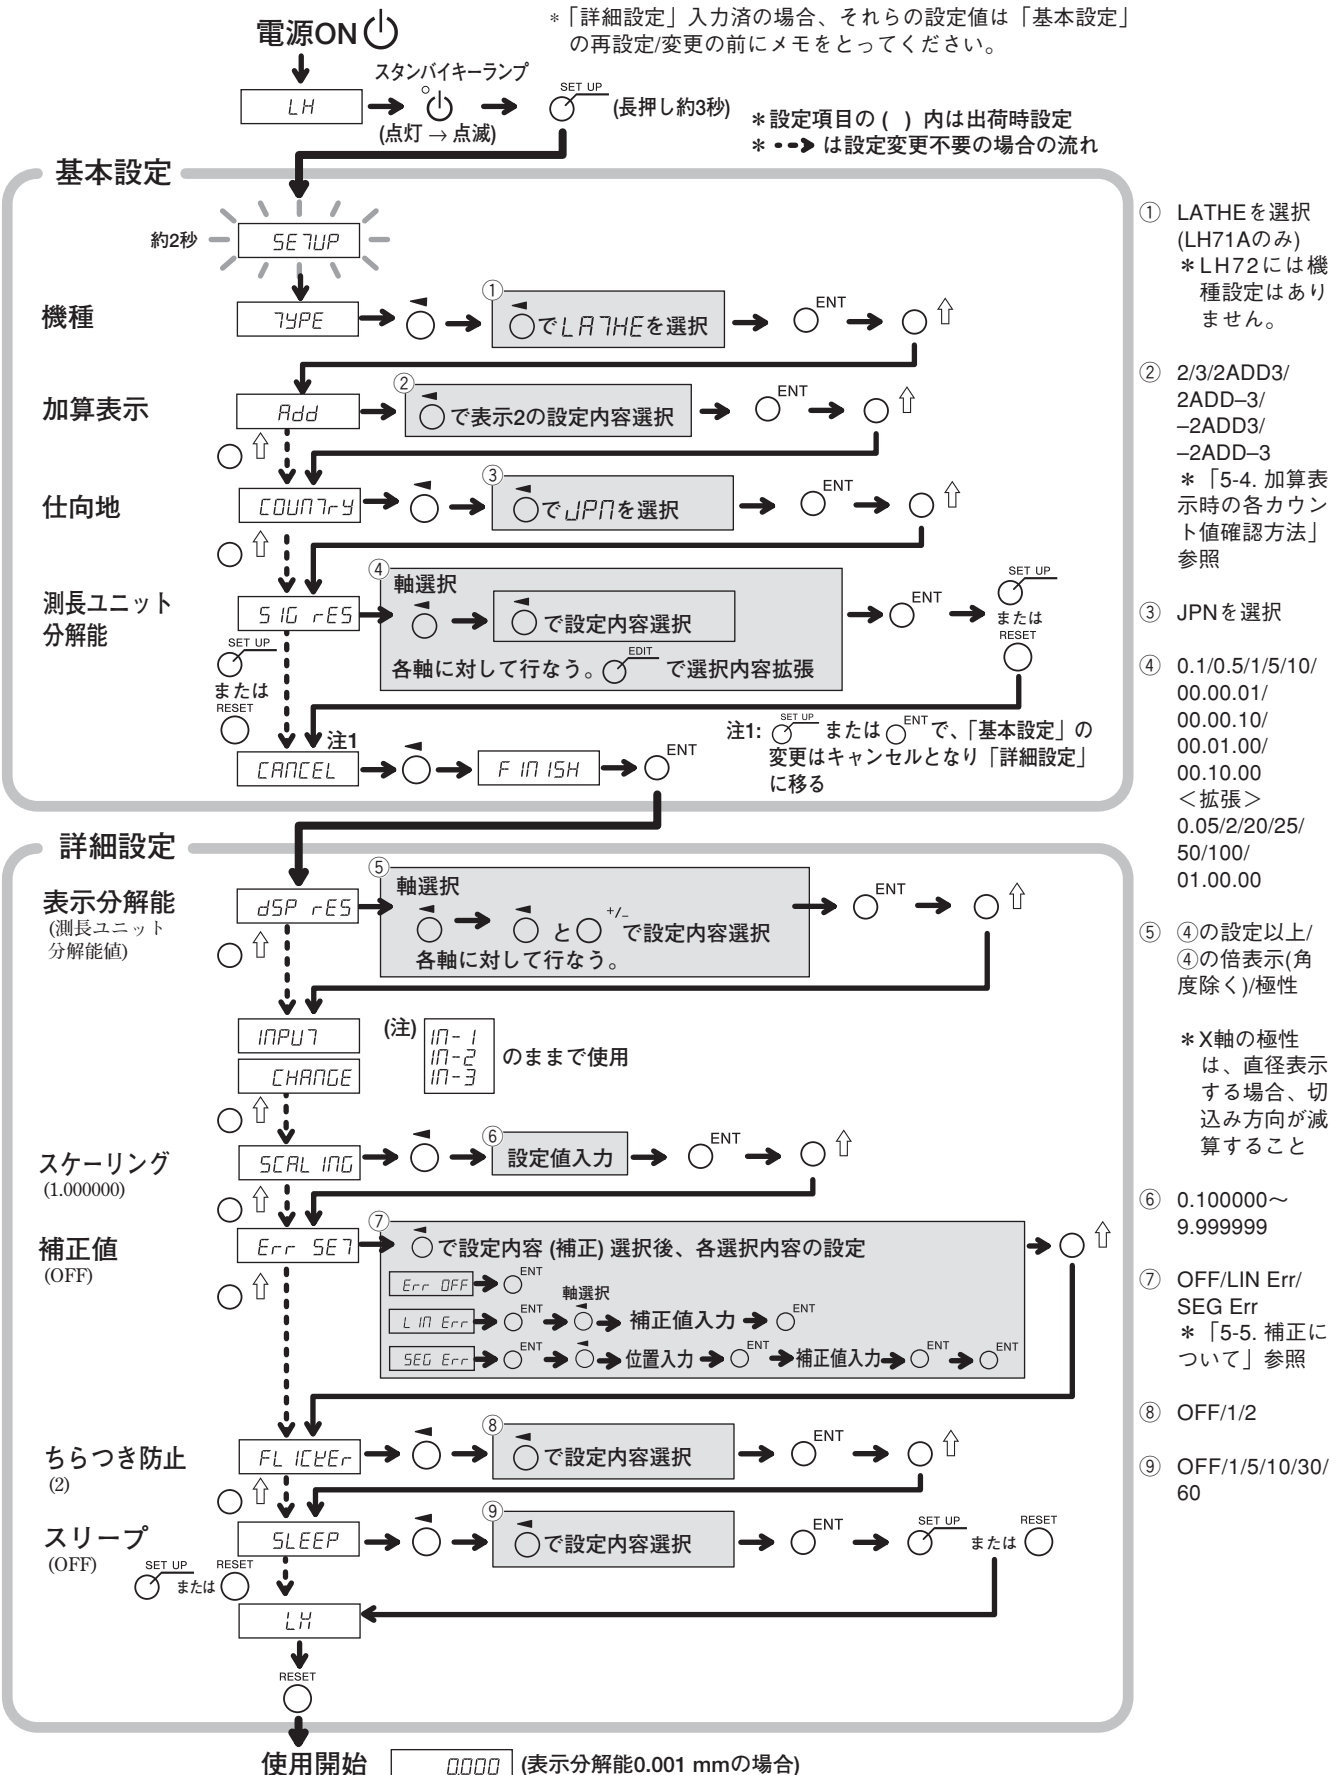 電源ON
*「詳細設定」入力済の場合、それらの設定値は「基本設定」
の再設定/変更の前にメモをとってください。
スタンバイキーランプ
LH
SET UP
(長押し約3秒)
(点灯 → 点滅)
＊設定項目の ( ) 内は出荷時設定
＊ --> は設定変更不要の場合の流れ
基本設定
約2秒
SETUP
機種
TYPE
①
でLATHEを選択
ENT
加算表示
Add
②
で表示2の設定内容選択
ENT
仕向地
COUNTrY
③
でJPNを選択
ENT
測長ユニット
分解能
SIG rES
④
軸選択
で設定内容選択
各軸に対して行なう。
EDIT
で選択内容拡張
ENT
SET UP
または
RESET
SET UP
または
RESET
注1
CANCEL
FINISH
ENT
注1:
SET UP
または
ENT
で、「基本設定」の
変更はキャンセルとなり「詳細設定」
に移る
詳細設定
表示分解能
(測長ユニット
分解能値)
dSP rES
⑤
軸選択
と
+/−
で設定内容選択
各軸に対して行なう。
ENT
INPUT
CHANGE
(注)
IN-1
IN-2
IN-3
のままで使用
スケーリング
(1.000000)
SCALING
⑥
設定値入力
ENT
補正値
(OFF)
Err SET
⑦
で設定内容 (補正) 選択後、各選択内容の設定
Err OFF
ENT
LIN Err
ENT
軸選択
補正値入力
ENT
SEG Err
ENT
位置入力
ENT
補正値入力
ENT
ENT
ちらつき防止
(2)
FLICKEr
⑧
で設定内容選択
ENT
スリープ
(OFF)
SLEEP
⑨
で設定内容選択
ENT
SET UP
または
RESET
SET UP
または
RESET
LH
RESET
使用開始
0.000
(表示分解能0.001 mmの場合)
① LATHEを選択
(LH71Aのみ)
＊LH72には機
種設定はあり
ません。
② 2/3/2ADD3/
2ADD–3/
–2ADD3/
–2ADD–3
＊「5-4. 加算表
示時の各カウン
ト値確認方法」
参照
③ JPNを選択
④ 0.1/0.5/1/5/10/
00.00.01/
00.00.10/
00.01.00/
00.10.00
＜拡張＞
0.05/2/20/25/
50/100/
01.00.00
⑤ ④の設定以上/
④の倍表示(角
度除く)/極性
＊X軸の極性
は、直径表示
する場合、切
込み方向が減
算すること
⑥ 0.100000〜
9.999999
⑦ OFF/LIN Err/
SEG Err
＊「5-5. 補正に
ついて」参照
⑧ OFF/1/2
⑨ OFF/1/5/10/30/
60